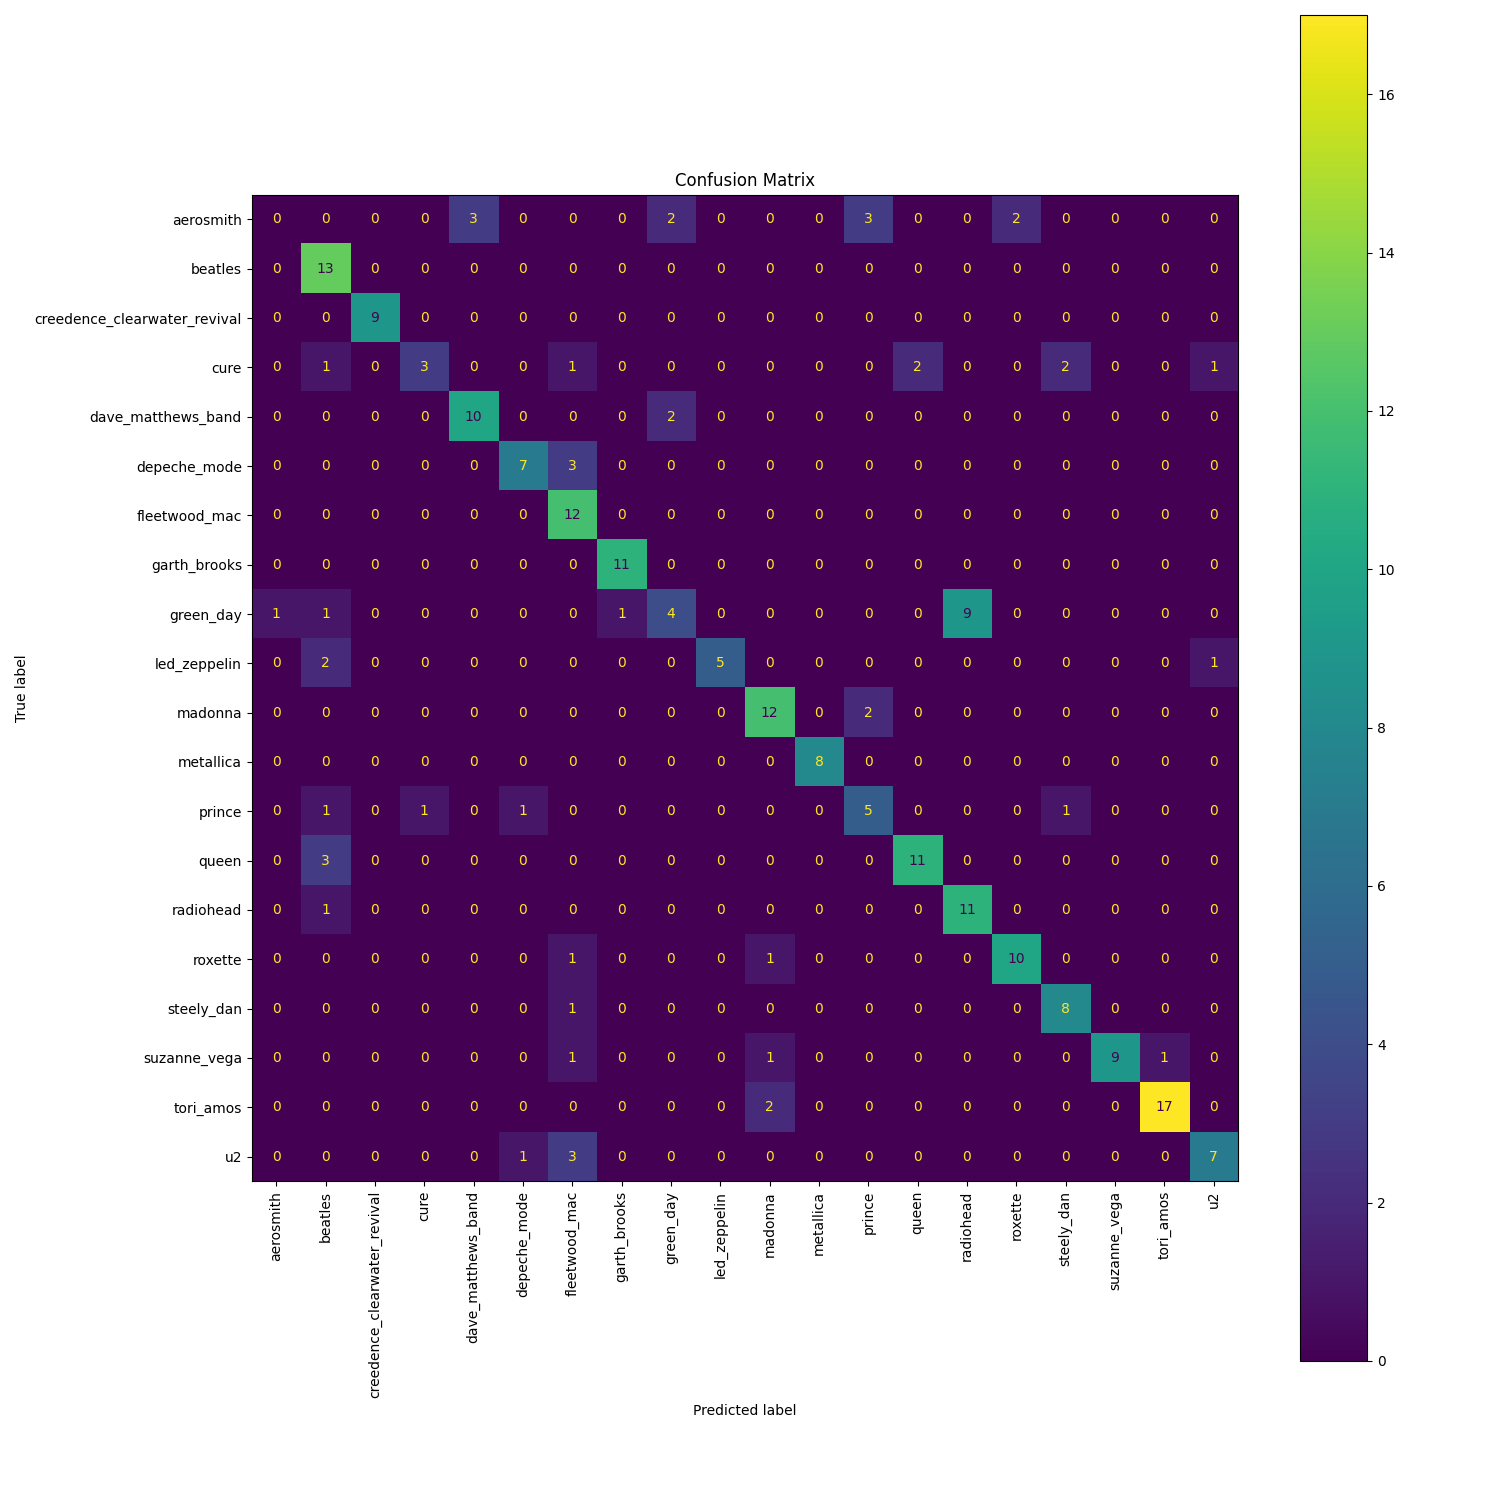 Confusion Matrix
aerosmith 0 0 0 0 3 0 0 0 2 0 0 0 3 0 0 2 0 0 0 0
beatles 0 13 0 0 0 0 0 0 0 0 0 0 0 0 0 0 0 0 0 0
creedence_clearwater_revival 0 0 9 0 0 0 0 0 0 0 0 0 0 0 0 0 0 0 0 0
cure 0 1 0 3 0 0 1 0 0 0 0 0 0 2 0 0 2 0 0 1
dave_matthews_band 0 0 0 0 10 0 0 0 2 0 0 0 0 0 0 0 0 0 0 0
depeche_mode 0 0 0 0 0 7 3 0 0 0 0 0 0 0 0 0 0 0 0 0
fleetwood_mac 0 0 0 0 0 0 12 0 0 0 0 0 0 0 0 0 0 0 0 0
garth_brooks 0 0 0 0 0 0 0 11 0 0 0 0 0 0 0 0 0 0 0 0
green_day 1 1 0 0 0 0 0 1 4 0 0 0 0 0 9 0 0 0 0 0
led_zeppelin 0 2 0 0 0 0 0 0 0 5 0 0 0 0 0 0 0 0 0 1
madonna 0 0 0 0 0 0 0 0 0 0 12 0 2 0 0 0 0 0 0 0
metallica 0 0 0 0 0 0 0 0 0 0 0 8 0 0 0 0 0 0 0 0
prince 0 1 0 1 0 1 0 0 0 0 0 0 5 0 0 0 1 0 0 0
queen 0 3 0 0 0 0 0 0 0 0 0 0 0 11 0 0 0 0 0 0
radiohead 0 1 0 0 0 0 0 0 0 0 0 0 0 0 11 0 0 0 0 0
roxette 0 0 0 0 0 0 1 0 0 0 1 0 0 0 0 10 0 0 0 0
steely_dan 0 0 0 0 0 0 1 0 0 0 0 0 0 0 0 0 8 0 0 0
suzanne_vega 0 0 0 0 0 0 1 0 0 0 1 0 0 0 0 0 0 9 1 0
tori_amos 0 0 0 0 0 0 0 0 0 0 2 0 0 0 0 0 0 0 17 0
u2 0 0 0 0 0 1 3 0 0 0 0 0 0 0 0 0 0 0 0 7
True label
aerosmith
beatles
creedence_clearwater_revival
cure
dave_matthews_band
depeche_mode
fleetwood_mac
garth_brooks
green_day
led_zeppelin
madonna
metallica
prince
queen
radiohead
roxette
steely_dan
suzanne_vega
tori_amos
u2
Predicted label
16
14
12
10
8
6
4
2
0